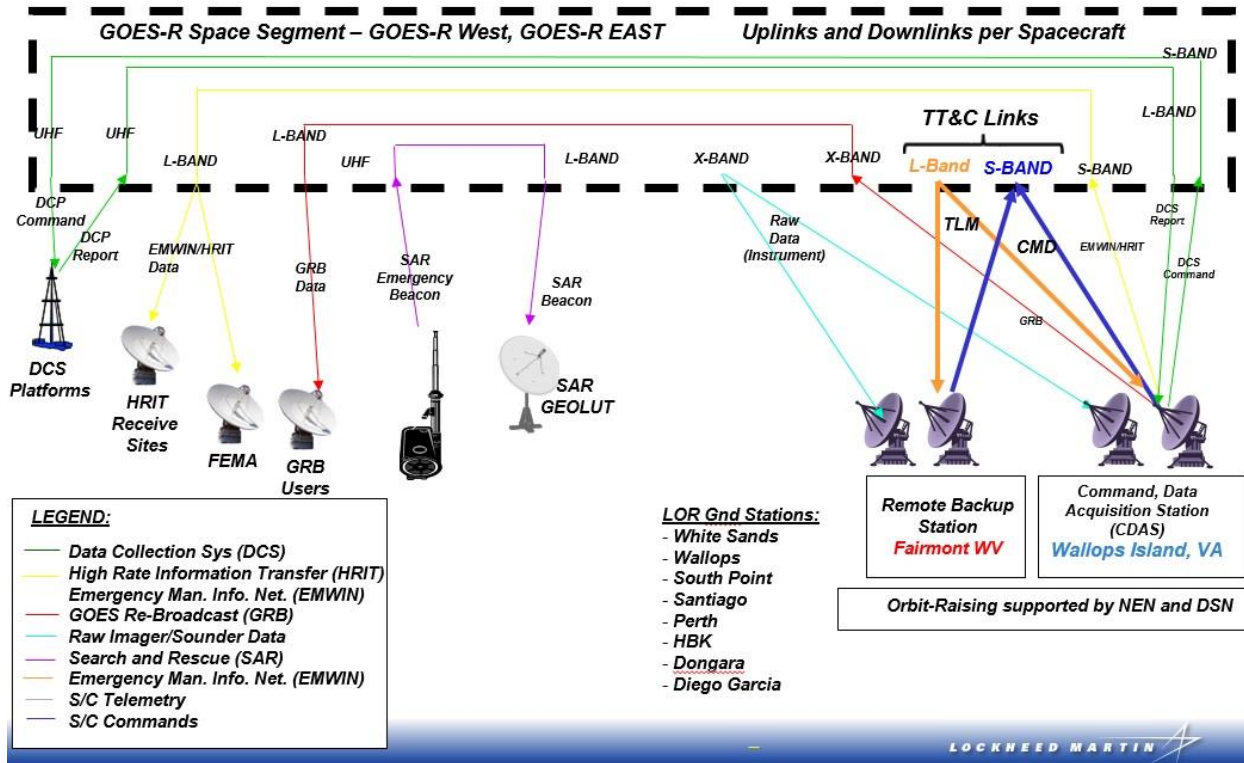 GOES-R Space Segment – GOES-R West, GOES-R EAST
Uplinks and Downlinks per Spacecraft
S-BAND
L-BAND
UHF
UHF
L-BAND
L-BAND
UHF
L-BAND
X-BAND
X-BAND
TT&C Links
L-Band
S-BAND
S-BAND
DCP
Command
DCP
Report
EMWIN/HRIT
Data
GRB
Data
SAR
Emergency
Beacon
SAR
Beacon
Raw
Data
(Instrument)
TLM
CMD
EMWIN/HRIT
DCS
Report
DCS
Command
GRB
DCS
Platforms
HRIT
Receive
Sites
FEMA
GRB
Users
SAR
GEOLUT
Remote Backup
Station
Fairmont WV
Command, Data
Acquisition Station
(CDAS)
Wallops Island, VA
Orbit-Raising supported by NEN and DSN
LEGEND:
Data Collection Sys (DCS)
High Rate Information Transfer (HRIT)
Emergency Man. Info. Net. (EMWIN)
GOES Re-Broadcast (GRB)
Raw Imager/Sounder Data
Search and Rescue (SAR)
Emergency Man. Info. Net. (EMWIN)
S/C Telemetry
S/C Commands
LOR Gnd Stations:
- White Sands
- Wallops
- South Point
- Santiago
- Perth
- HBK
- Dongara
- Diego Garcia
LOCKHEED MARTIN